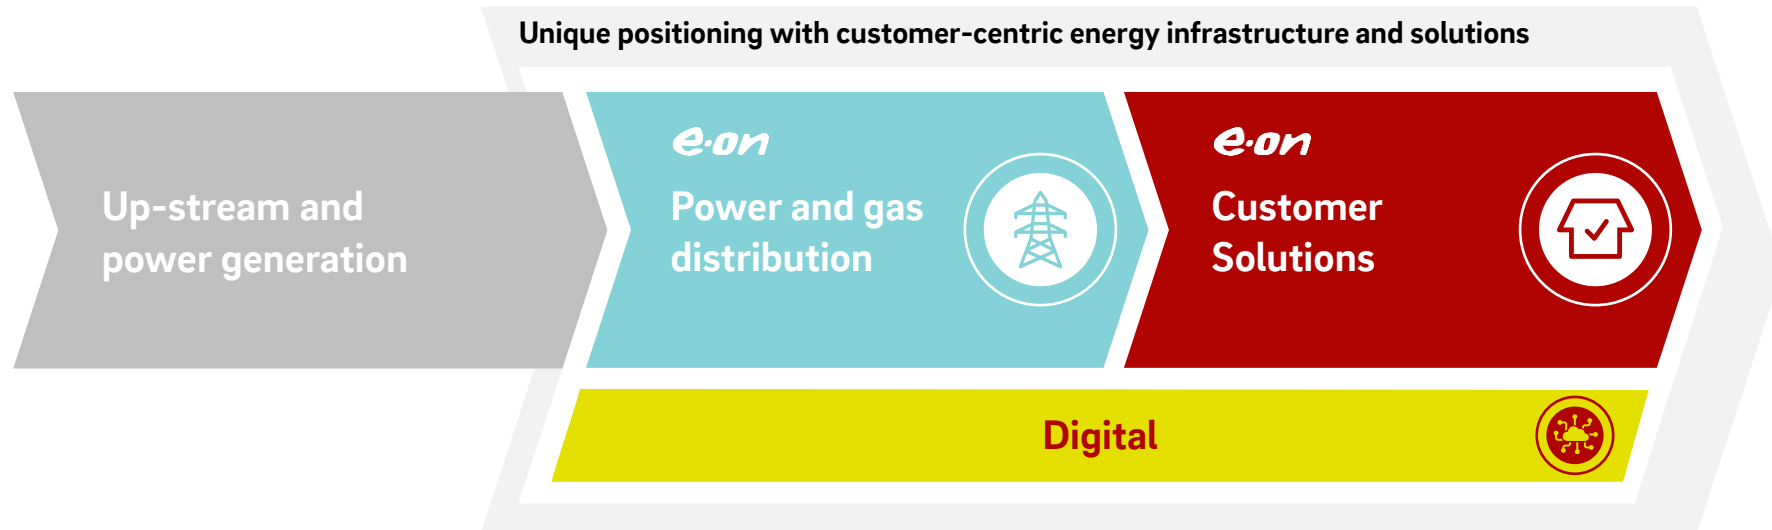 Unique positioning with customer-centric energy infrastructure and solutions
Up-stream and
power generation
e·on
Power and gas
distribution
e·on
Customer
Solutions
Digital